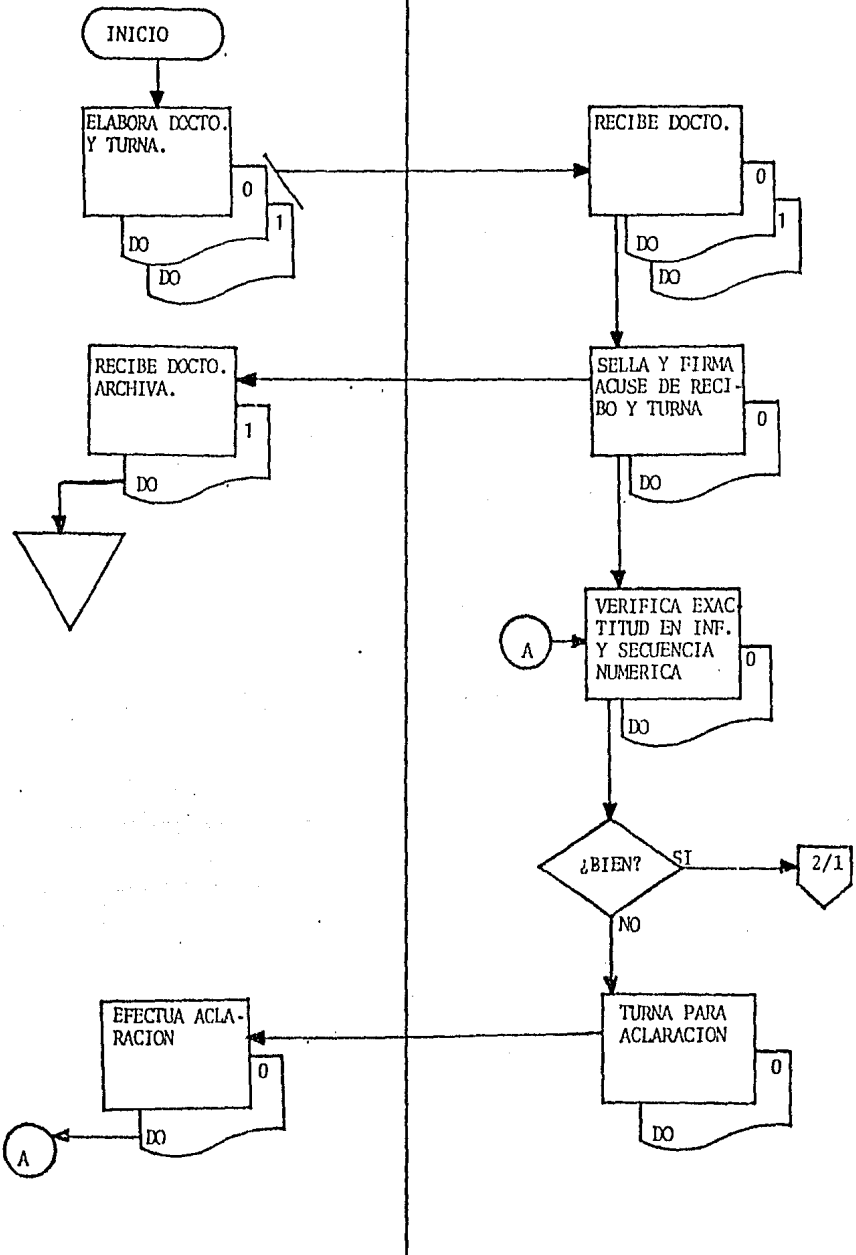 INICIO
ELABORA DOCTO.
Y TURNA.
0
1
DO
DO
RECIBE DOCTO.
0
1
DO
DO
RECIBE DOCTO.
ARCHIVA.
1
DO
SELLA Y FIRMA
ACUSE DE RECI-
BO Y TURNA
0
DO
A
VERIFICA EXAC
TITUD EN INF.
Y SECUENCIA
NUMERICA
0
DO
¿BIEN?
SI
2/1
NO
EFECTUA ACLA-
RACION
0
DO
A
TURNA PARA
ACLARACION
0
DO